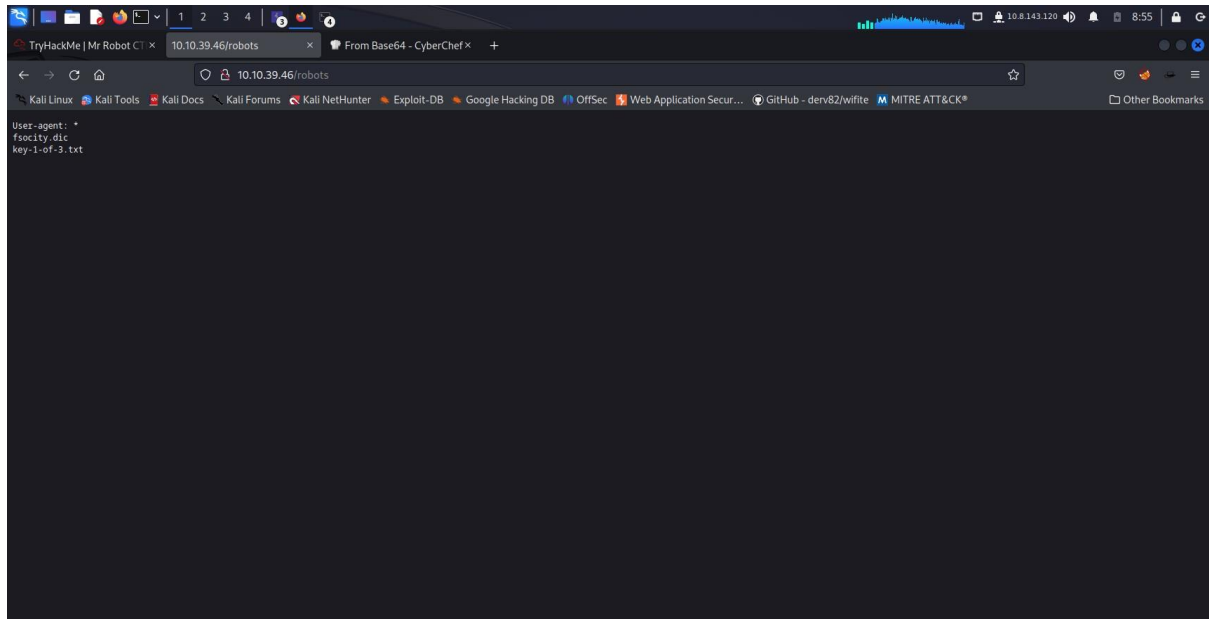 1 2 3 4 3 4 10.8.143.120 8:55
TryHackMe | Mr Robot CT 10.10.39.46/robots From Base64 - CyberChef
10.10.39.46/robots
Kali Linux Kali Tools Kali Docs Kali Forums Kali NetHunter Exploit-DB Google Hacking DB OffSec Web Application Secur... GitHub - derv82/wifite MITRE ATT&CK® Other Bookmarks
User-agent: *
fsocity.dic
key-1-of-3.txt